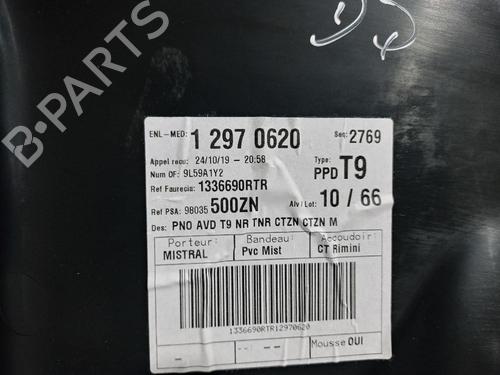 B-PARTS
ENL-MED: 1 297 0620 Seq: 2769
Appel recu: 24/10/19 - 20:58 Type: PPD T9
Num OF: 9L59A1Y2
Ref Faurecia: 1336690RTR
Ref PSA: 98035 500ZN Alv/Lot: 10 / 66
Des: PNO AVD T9 NR TNR CTZN CTZN M
Porteur: Bandeau: Accoudoir:
MISTRAL Pvc Mist CT Rimini
1336690RTR12970620
- - — Mousse OUI